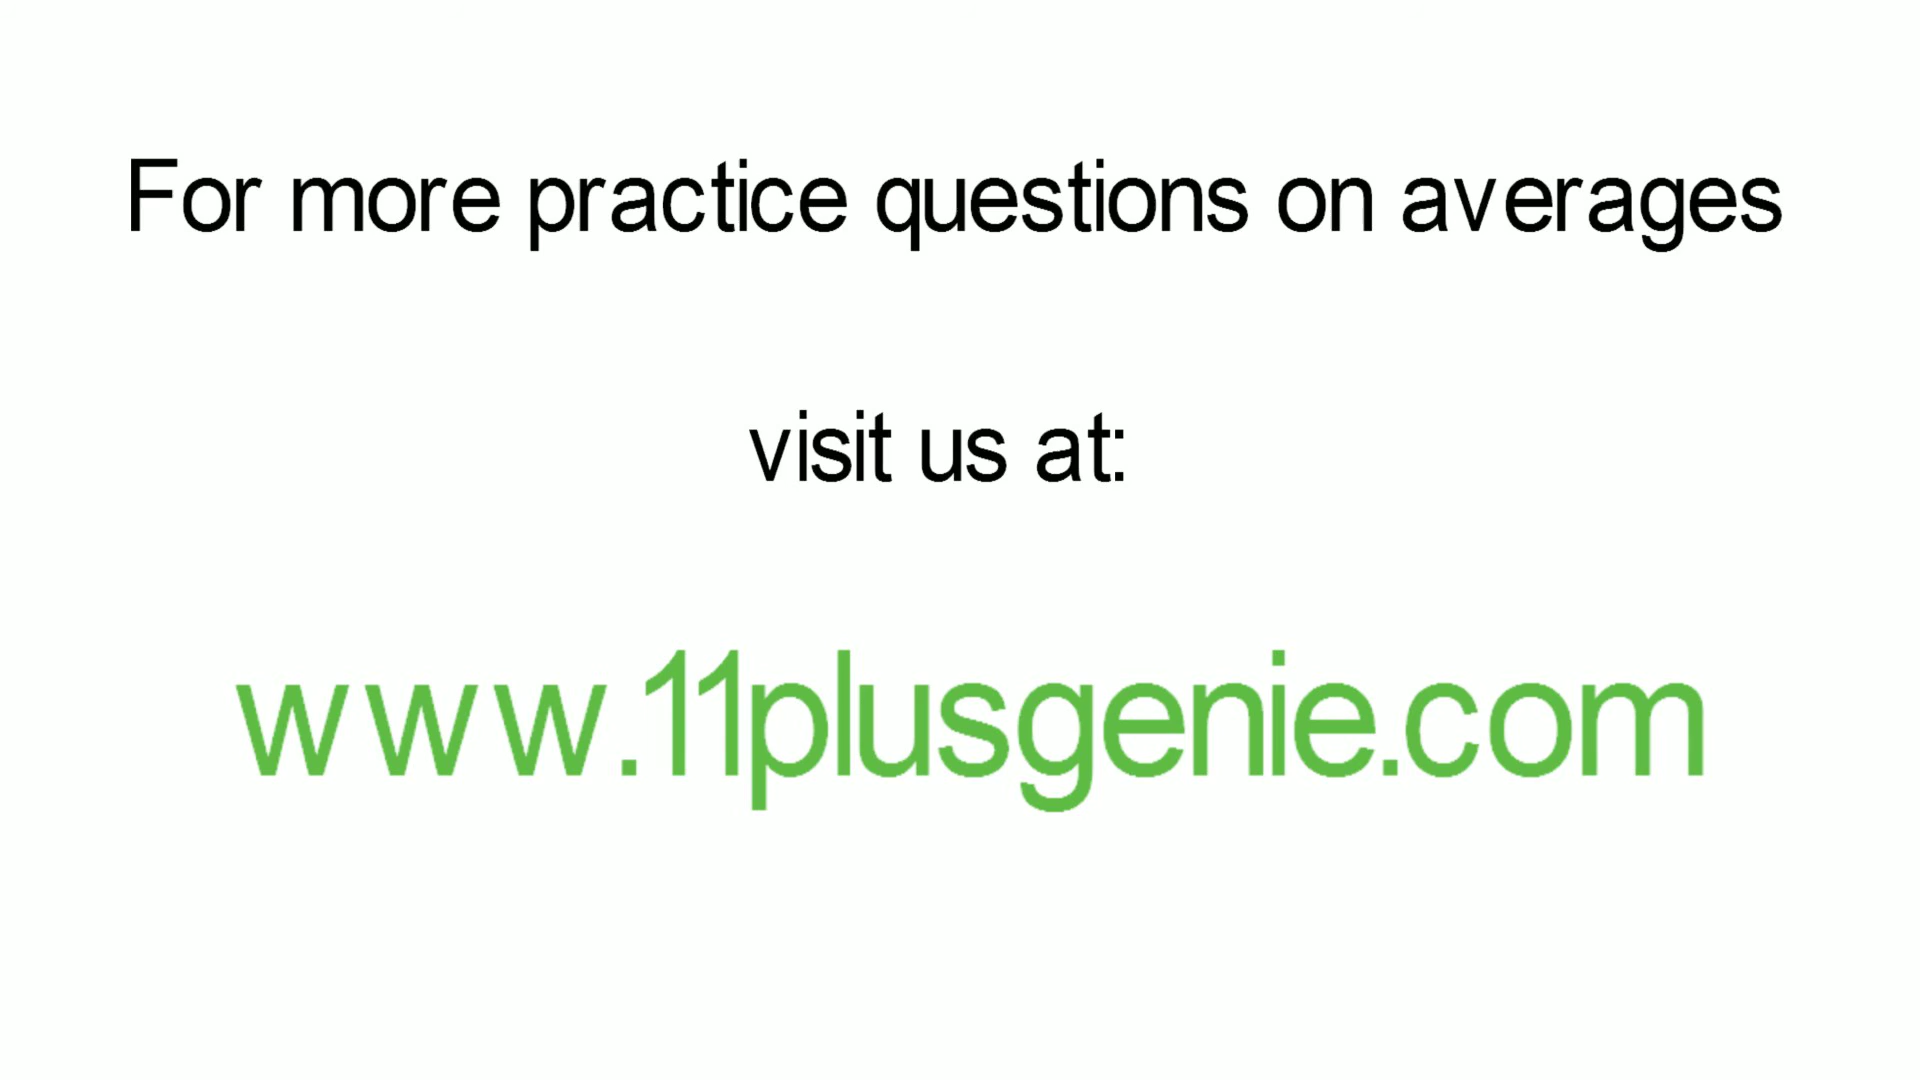 For more practice questions on averages
visit us at:
www.11plusgenie.com